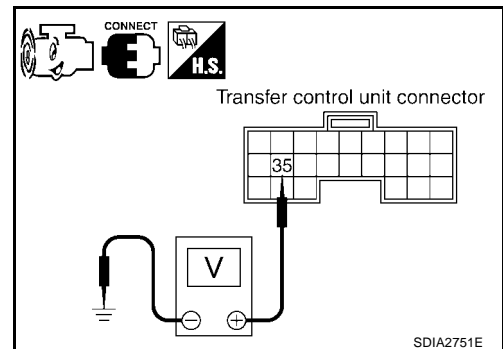 CONNECT
H.S.
Transfer control unit connector
35
V
− +
SDIA2751E